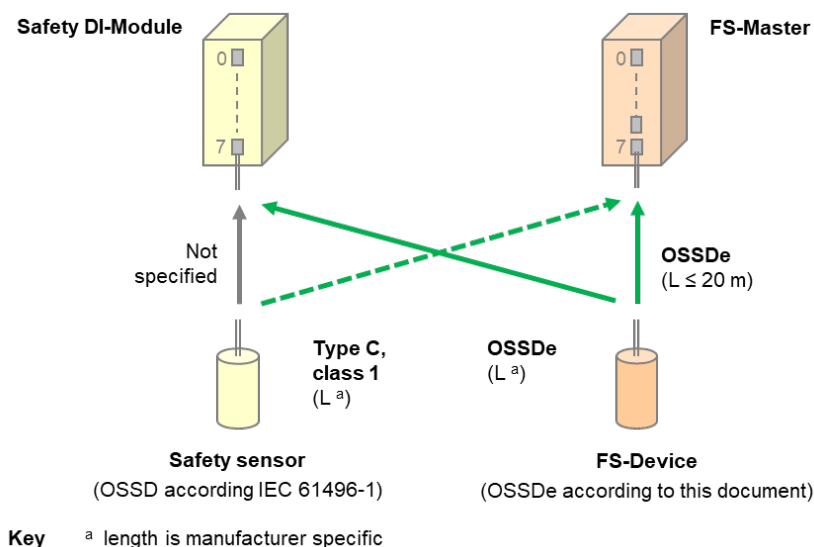 Safety DI-Module
FS-Master
0
7
0
7
Not
specified
OSSDe
(L ≤ 20 m)
Type C,
class 1
(L ᵃ)
OSSDe
(L ᵃ)
Safety sensor
(OSSD according IEC 61496-1)
FS-Device
(OSSDe according to this document)
Key ᵃ length is manufacturer specific